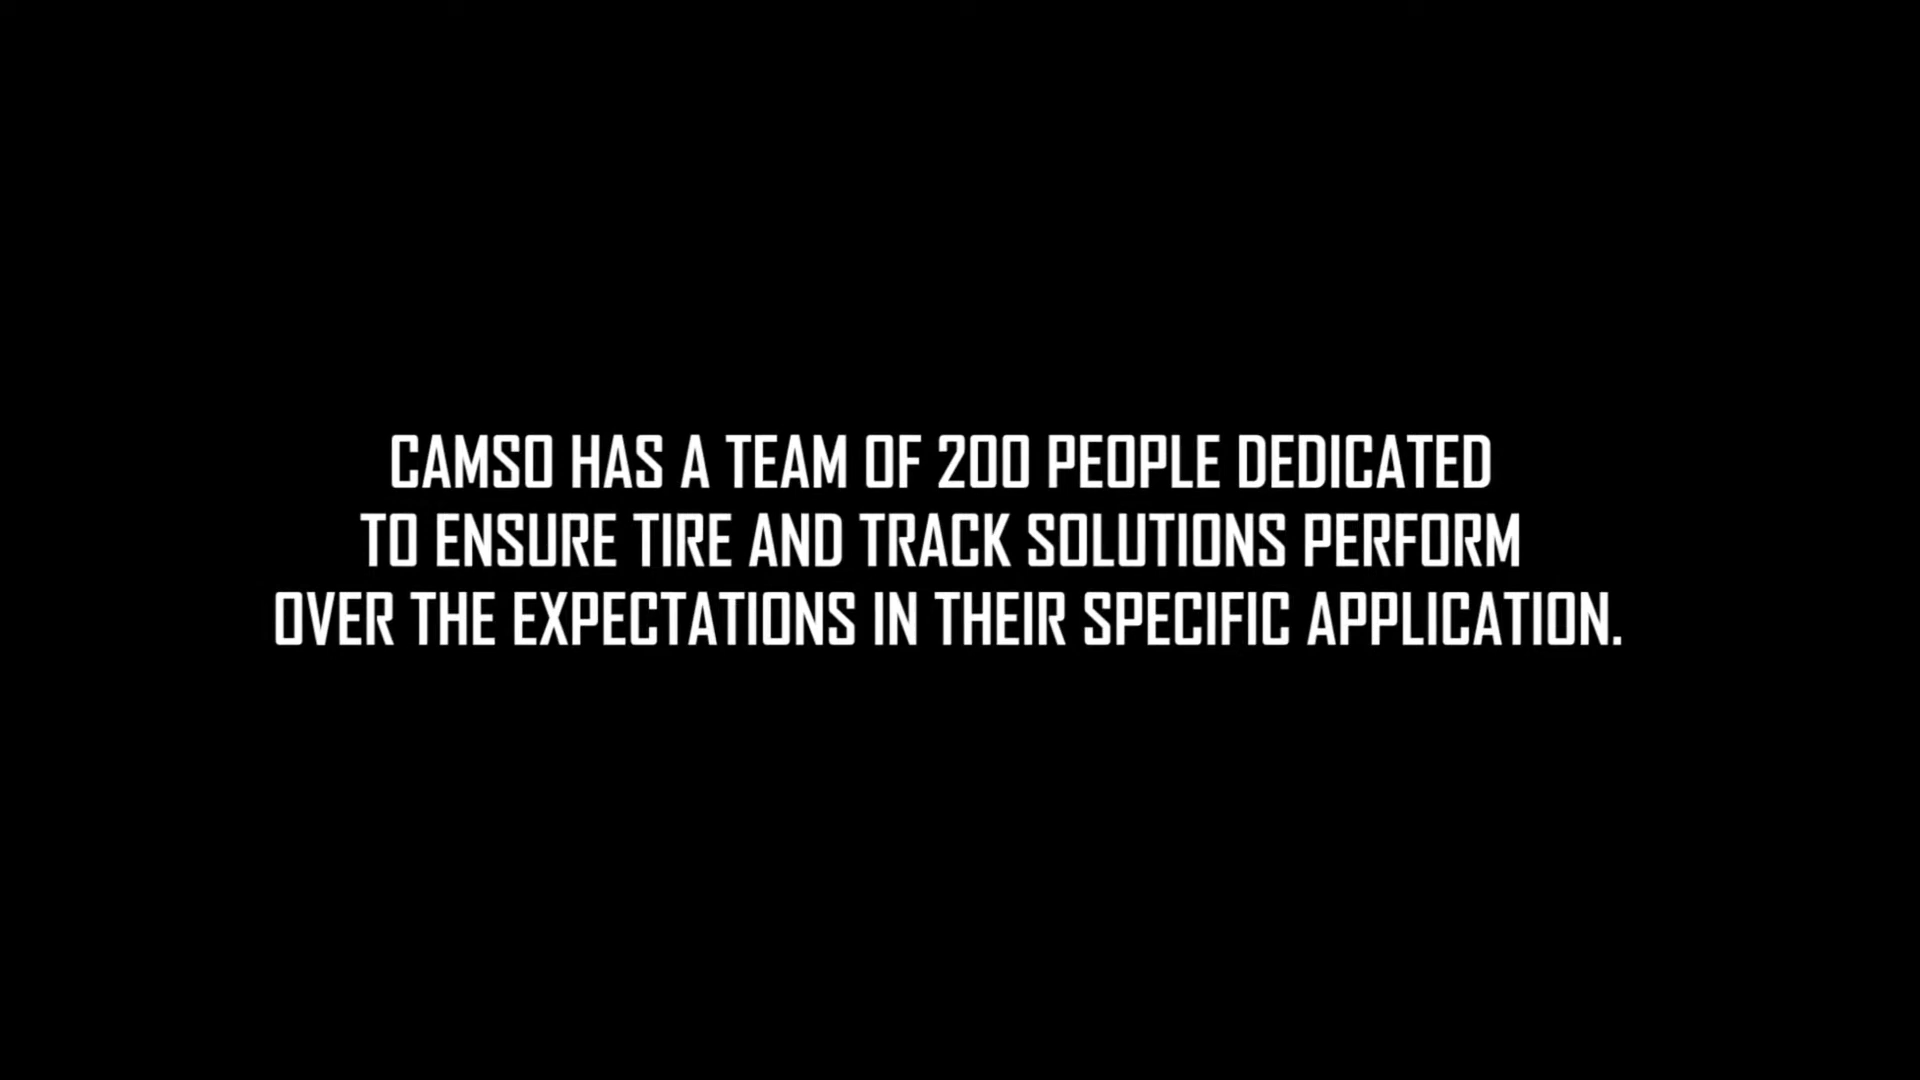 CAMSO HAS A TEAM OF 200 PEOPLE DEDICATED
TO ENSURE TIRE AND TRACK SOLUTIONS PERFORM
OVER THE EXPECTATIONS IN THEIR SPECIFIC APPLICATION.